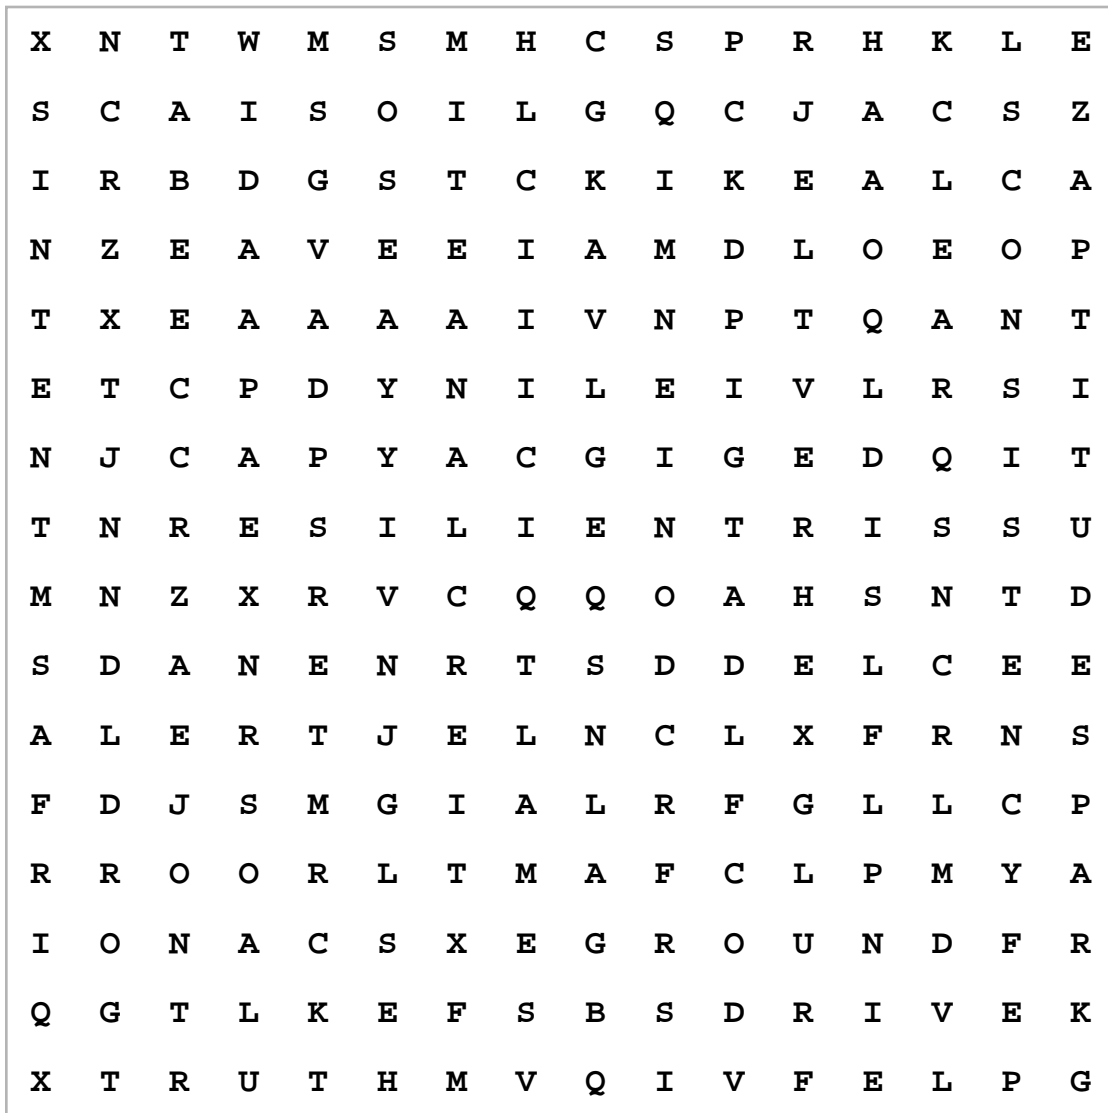 X N T W M S M H C S P R H K L E
S C A I S O I L G Q C J A C S Z
I R B D G S T C K I K E A L C A
N Z E A V E E I A M D L O E O P
T X E A A A A I V N P T Q A N T
E T C P D Y N I L E I V L R S I
N J C A P Y A C G I G E D Q I T
T N R E S I L I E N T R I S S U
M N Z X R V C Q Q O A H S N T D
S D A N E N R T S D D E L C E E
A L E R T J E L N C L X F R N S
F D J S M G I A L R F G L L C P
R R O O R L T M A F C L P M Y A
I O N A C S X E G R O U N D F R
Q G T L K E F S B S D R I V E K
X T R U T H M V Q I V F E L P G